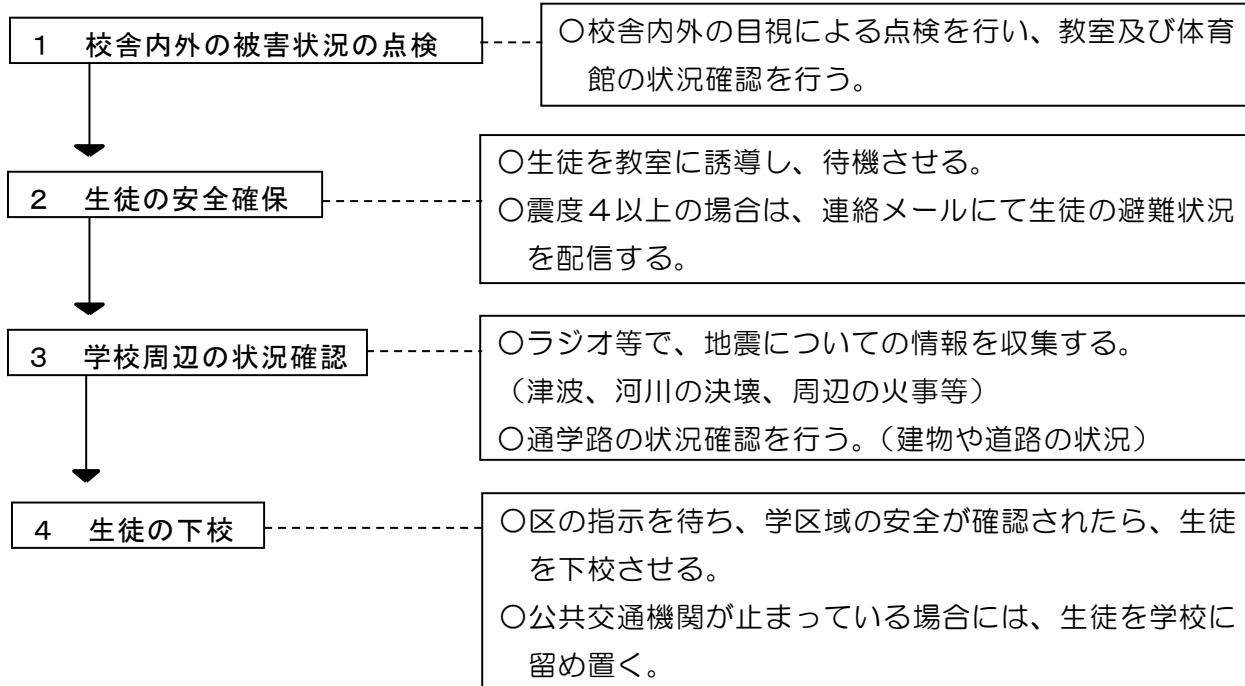 1 校舎内外の被害状況の点検
〇校舎内外の目視による点検を行い、教室及び体育
館の状況確認を行う。
2 生徒の安全確保
〇生徒を教室に誘導し、待機させる。
〇震度4以上の場合は、連絡メールにて生徒の避難状況
を配信する。
3 学校周辺の状況確認
〇ラジオ等で、地震についての情報を収集する。
（津波、河川の決壊、周辺の火事等）
〇通学路の状況確認を行う。（建物や道路の状況）
4 生徒の下校
〇区の指示を待ち、学区域の安全が確認されたら、生徒
を下校させる。
〇公共交通機関が止まっている場合には、生徒を学校に
留め置く。